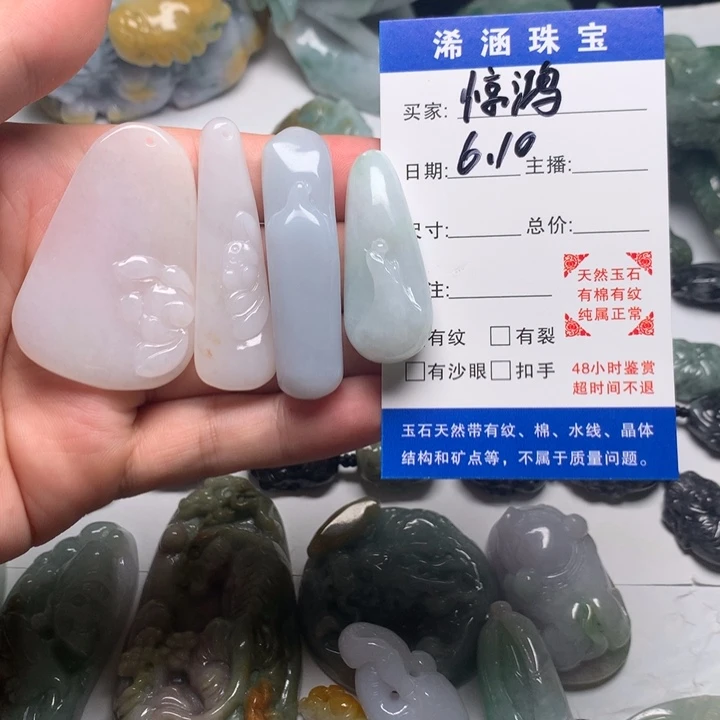 浠涵珠宝
买家: 惊鸿
日期: 6.10 主播:
尺寸: 总价:
注:
天然玉石
有棉有纹
纯属正常
有纹 □有裂
□有沙眼 □扣手
48小时鉴赏
超时间不退
玉石天然带有纹、棉、水线、晶体
结构和矿点等，不属于质量问题。